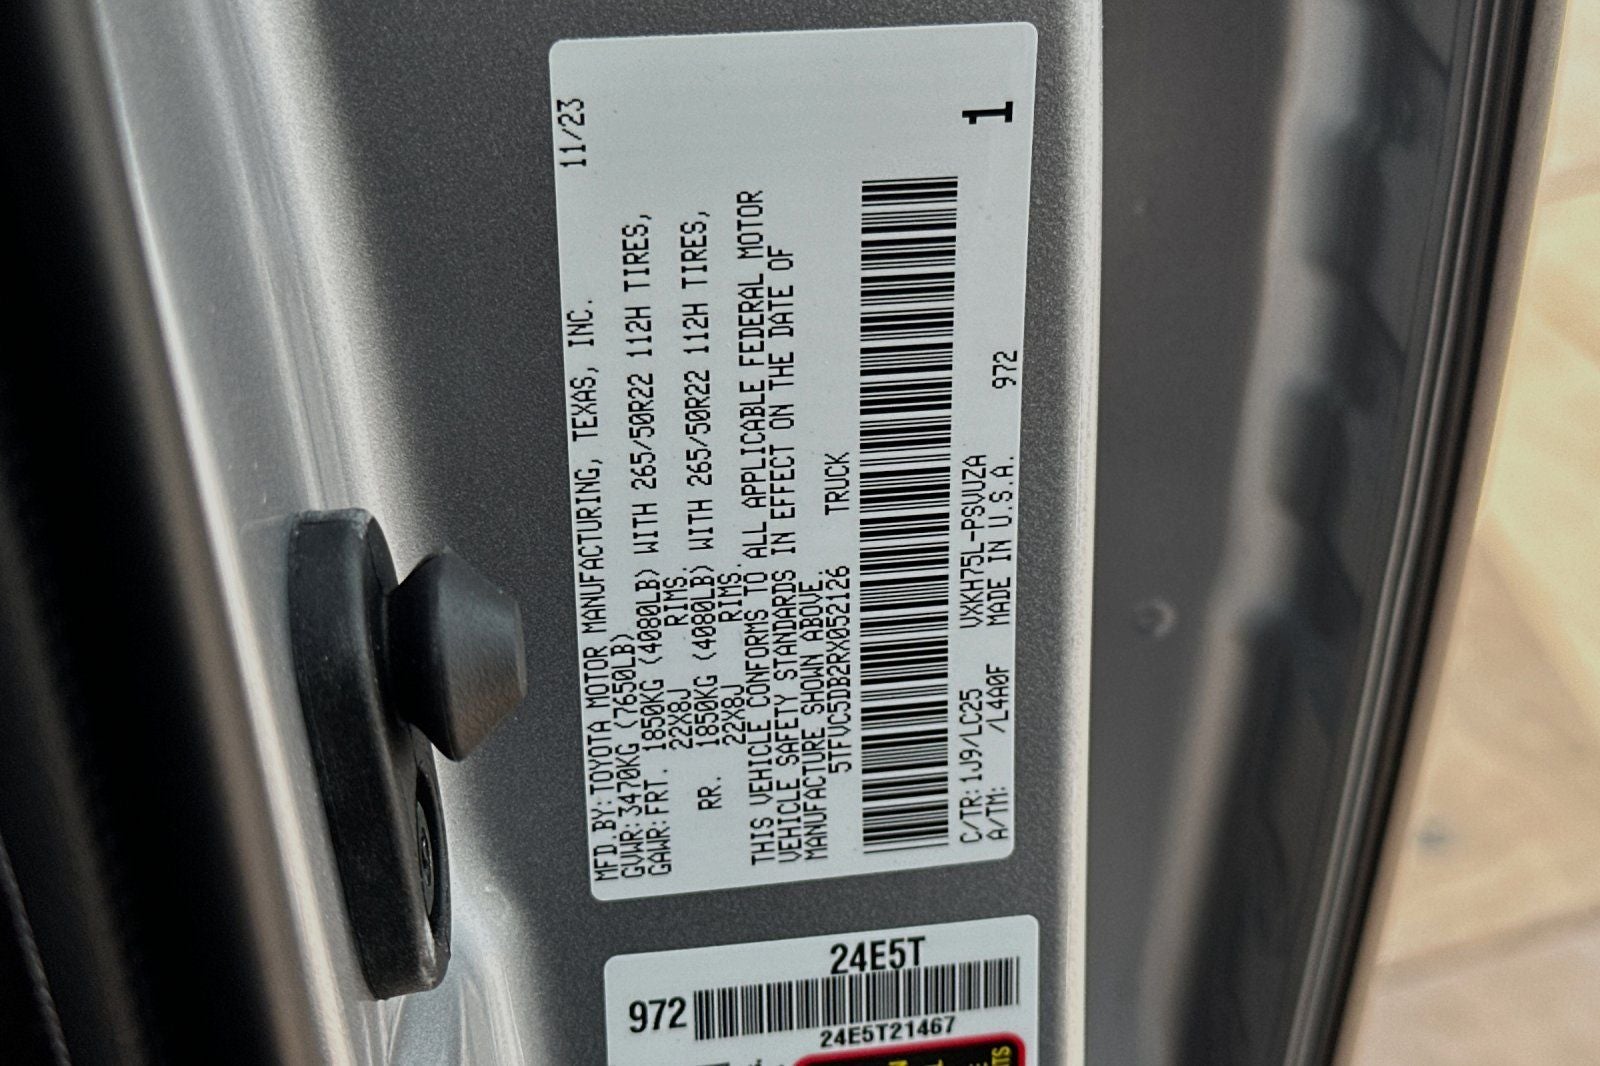 11/23
MFD.BY:TOYOTA MOTOR MANUFACTURING, TEXAS, INC.
GVWR:3470KG (7650LB)
GAWR:FRT. 1850KG (4080LB) WITH 265/50R22 112H TIRES,
22X8J RIMS.
RR. 1850KG (4080LB) WITH 265/50R22 112H TIRES,
22X8J RIMS.
THIS VEHICLE CONFORMS TO ALL APPLICABLE FEDERAL MOTOR
VEHICLE SAFETY STANDARDS IN EFFECT ON THE DATE OF
MANUFACTURE SHOWN ABOVE.
5TFVC5DB2RX052126 TRUCK
C/TR:1J9/LC25 VXKH75L-PSVUZA 972 1
A/TM: /L4A0F MADE IN U.S.A.
24E5T
972
24E5T21467